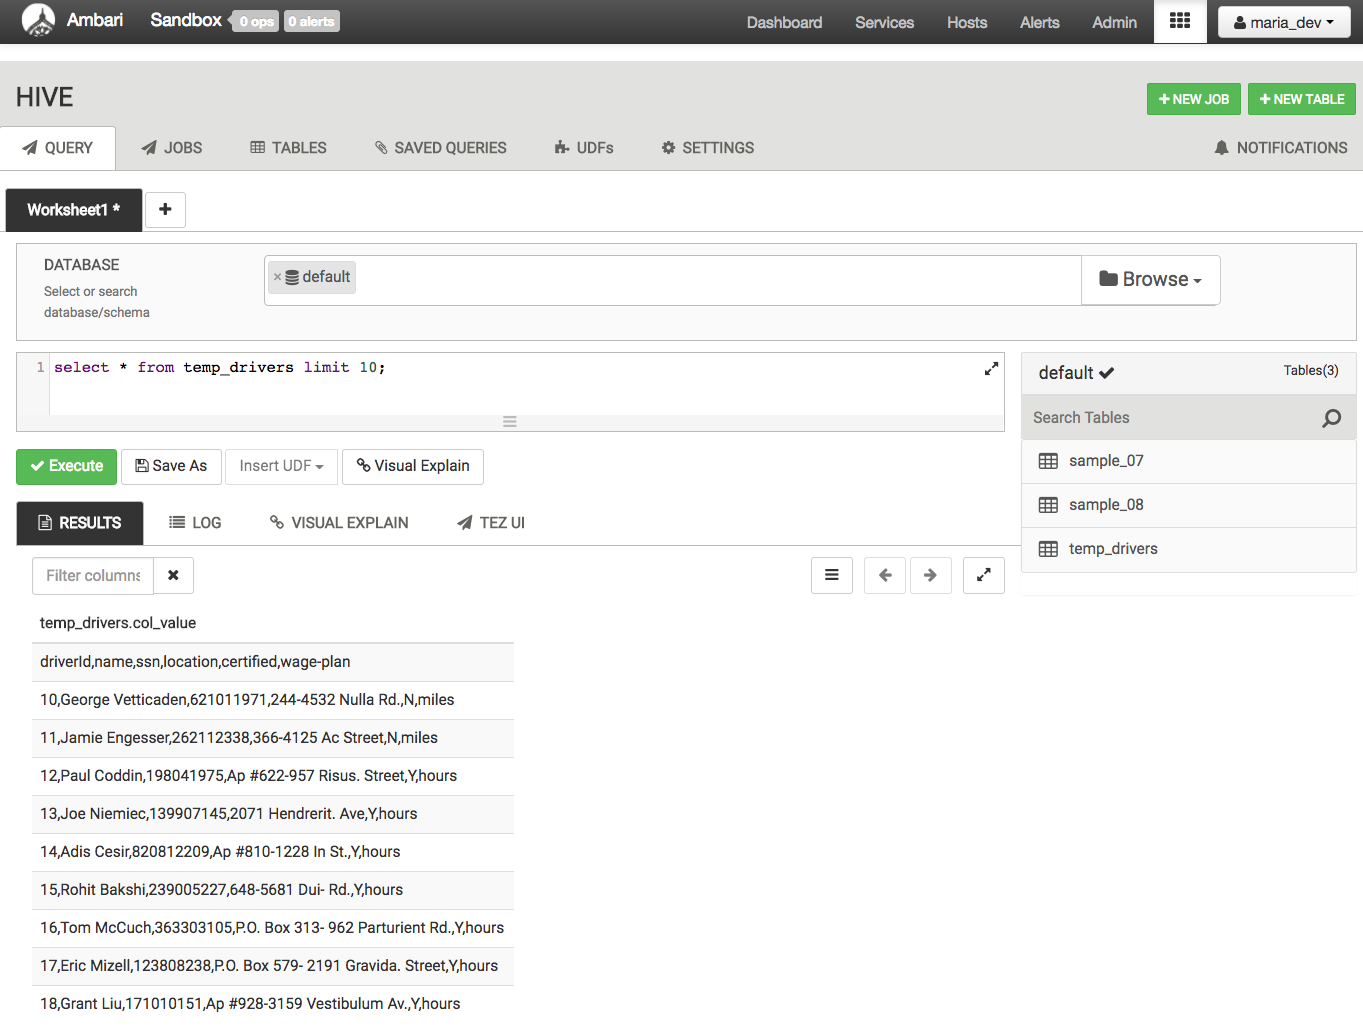 Ambari Sandbox 0 ops 0 alerts Dashboard Services Hosts Alerts Admin maria_dev
HIVE
NEW JOB NEW TABLE
QUERY JOBS TABLES SAVED QUERIES UDFs SETTINGS NOTIFICATIONS
Worksheet1 * +
DATABASE
Select or search
database/schema
× default
Browse
1 select * from temp_drivers limit 10;
default Tables(3)
Search Tables
sample_07
sample_08
temp_drivers
Execute Save As Insert UDF Visual Explain
RESULTS LOG VISUAL EXPLAIN TEZ UI
Filter columns
temp_drivers.col_value
driverId,name,ssn,location,certified,wage-plan
10,George Vetticaden,621011971,244-4532 Nulla Rd.,N,miles
11,Jamie Engesser,262112338,366-4125 Ac Street,N,miles
12,Paul Coddin,198041975,Ap #622-957 Risus. Street,Y,hours
13,Joe Niemiec,139907145,2071 Hendrerit. Ave,Y,hours
14,Adis Cesir,820812209,Ap #810-1228 In St.,Y,hours
15,Rohit Bakshi,239005227,648-5681 Dui- Rd.,Y,hours
16,Tom McCuch,363303105,P.O. Box 313- 962 Parturient Rd.,Y,hours
17,Eric Mizell,123808238,P.O. Box 579- 2191 Gravida. Street,Y,hours
18,Grant Liu,171010151,Ap #928-3159 Vestibulum Av.,Y,hours